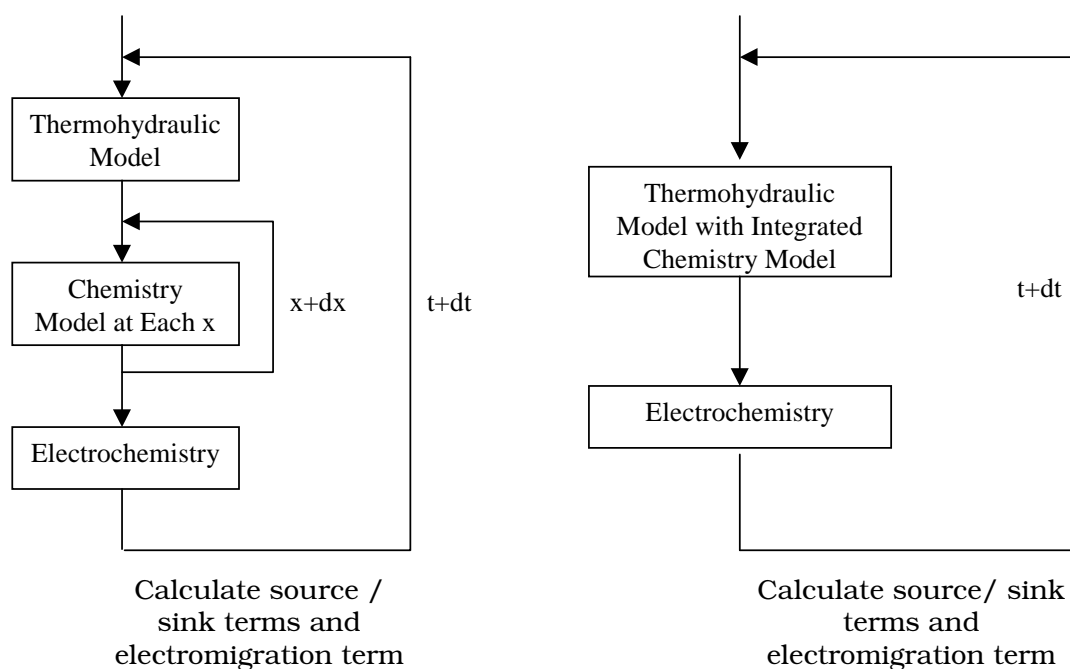 Thermohydraulic
Model
Chemistry
Model at Each x
x+dx
t+dt
Electrochemistry
Calculate source /
sink terms and
electromigration term
Thermohydraulic
Model with Integrated
Chemistry Model
t+dt
Electrochemistry
Calculate source/ sink
terms and
electromigration term